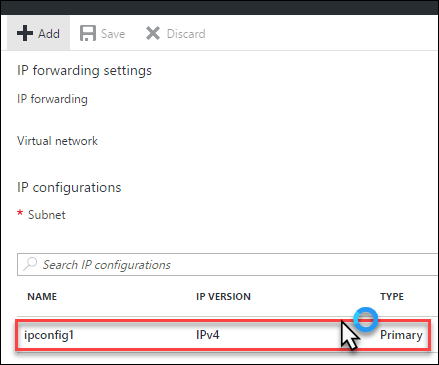 Add Save Discard
IP forwarding settings
IP forwarding
Virtual network
IP configurations
* Subnet
Search IP configurations
NAME IP VERSION TYPE
ipconfig1 IPv4 Primary